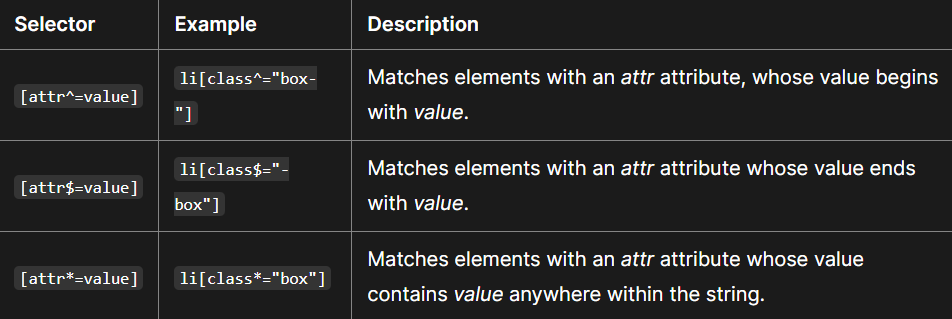 Selector Example Description
[attr^=value] li[class^="box-"] Matches elements with an attr attribute, whose value begins
with value.
[attr$=value] li[class$="-box"] Matches elements with an attr attribute whose value ends
with value.
[attr*=value] li[class*="box"] Matches elements with an attr attribute whose value
contains value anywhere within the string.